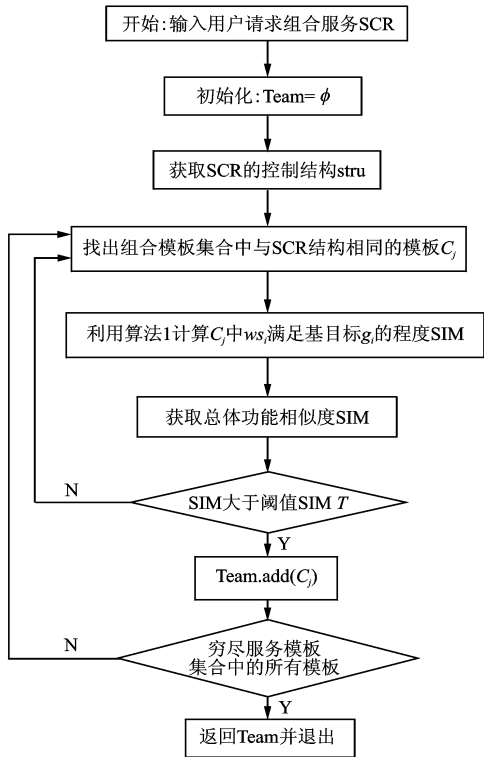 开始:输入用户请求组合服务SCR
初始化:Team= ϕ
获取SCR的控制结构stru
找出组合模板集合中与SCR结构相同的模板Cj
利用算法1计算Cj中wsi满足基目标gi的程度SIM
获取总体功能相似度SIM
N
SIM大于阈值SIM T
Y
Team.add(Cj)
N
穷尽服务模板
集合中的所有模板
Y
返回Team并退出